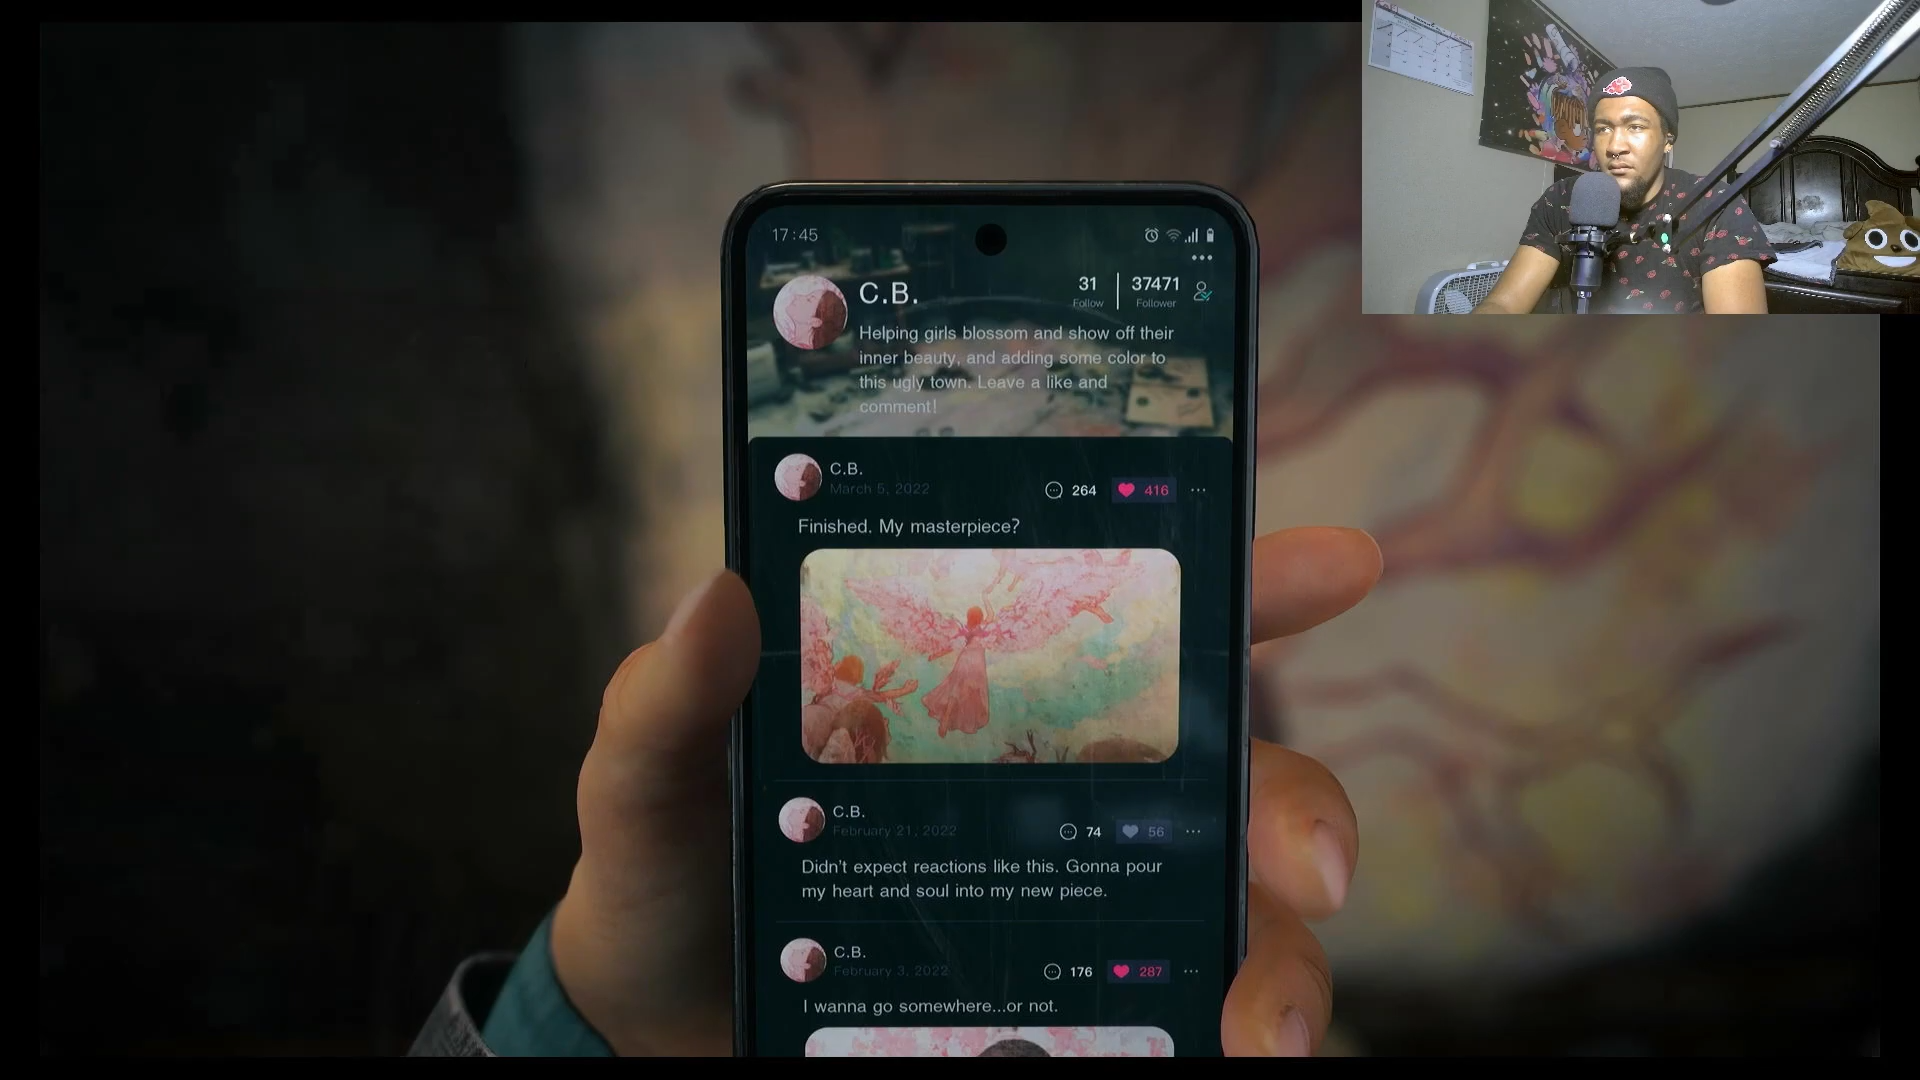 17:45
C.B.
31
37471
Follow
Follower
Helping girls blossom and show off their
inner beauty, and adding some color to
this ugly town. Leave a like and
comment!
C.B.
March 5, 2022
264
416
Finished. My masterpiece?
C.B.
February 21, 2022
74
56
Didn't expect reactions like this. Gonna pour
my heart and soul into my new piece.
C.B.
February 3, 2022
176
287
I wanna go somewhere...or not.